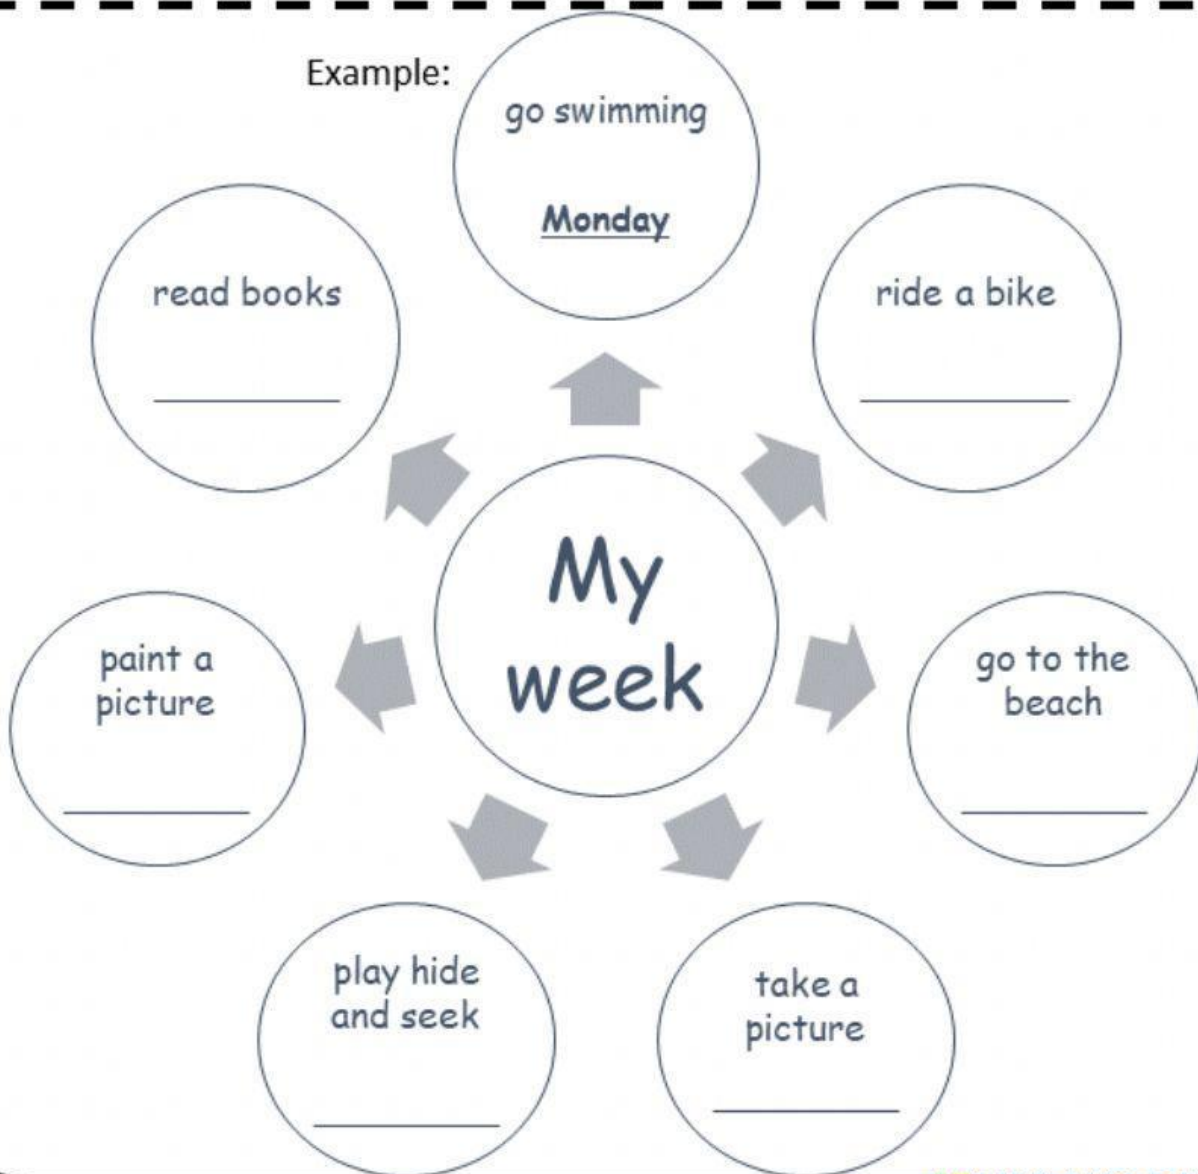 Example:
go swimming
Monday
read books
ride a bike
My
week
paint a
picture
go to the
beach
play hide
and seek
take a
picture